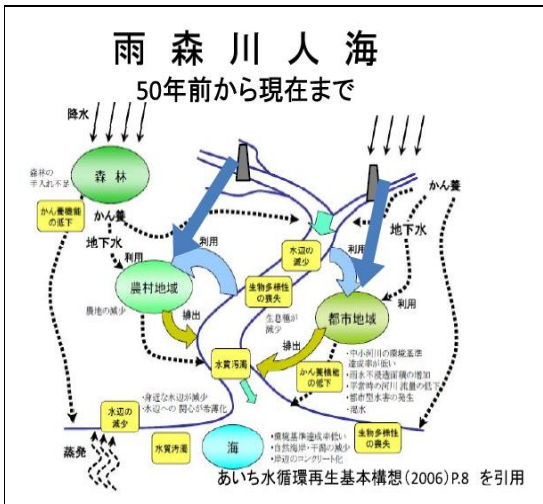 雨森川人海
50年前から現在まで
降水
森林の
手入れ不足
森林
かん養機能
の低下
かん養
地下水
利用
農村地域
農地の減少
排出
利用
水辺の
減少
生物多様性
の喪失
生息種が
減少
かん養
地下水
利用
利用
都市地域
排出
水質汚濁
かん養機能
の低下
・中小河川の環境基準
達成率が低い
・雨水不浸透面積の増加
・平常時の河川流量の低下
・都市型水害の発生
・渇水
・身近な水辺が減少
・水辺への関心が希薄化
水辺の
減少
水質汚濁
海
・環境基準達成率低い
・自然海岸・干潟の減少
・岸辺のコンクリート化
生物多様性
の喪失
蒸発
あいち水循環再生基本構想(2006)P.8 を引用